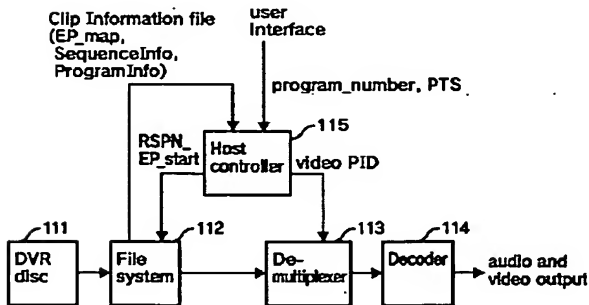 Clip Information file
(EP_map,
SequenceInfo,
ProgramInfo)
user
Interface
program_number, PTS
115
RSPN_
EP_start
Host
controller
video PID
111
112
113
114
DVR
disc
File
system
De-
multiplexer
Decoder
audio and
video output